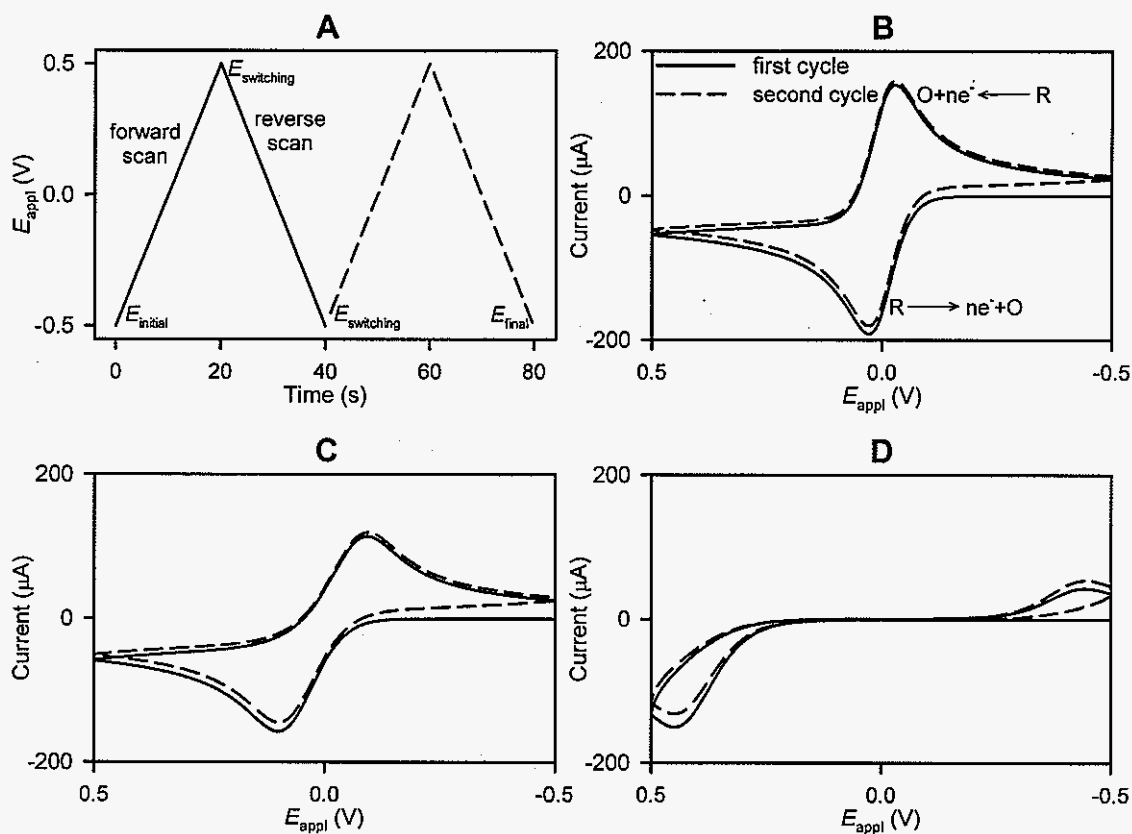 A
0.5
0.0
-0.5
E_appl (V)
E_switching
forward
scan
reverse
scan
E_initial
E_switching
E_final
0 20 40 60 80
Time (s)
B
200
0
-200
Current (µA)
first cycle
second cycle
O+ne⁻ ← R
R → ne⁻+O
0.5 0.0 -0.5
E_appl (V)
C
200
0
-200
Current (µA)
0.5 0.0 -0.5
E_appl (V)
D
200
0
-200
Current (µA)
0.5 0.0 -0.5
E_appl (V)